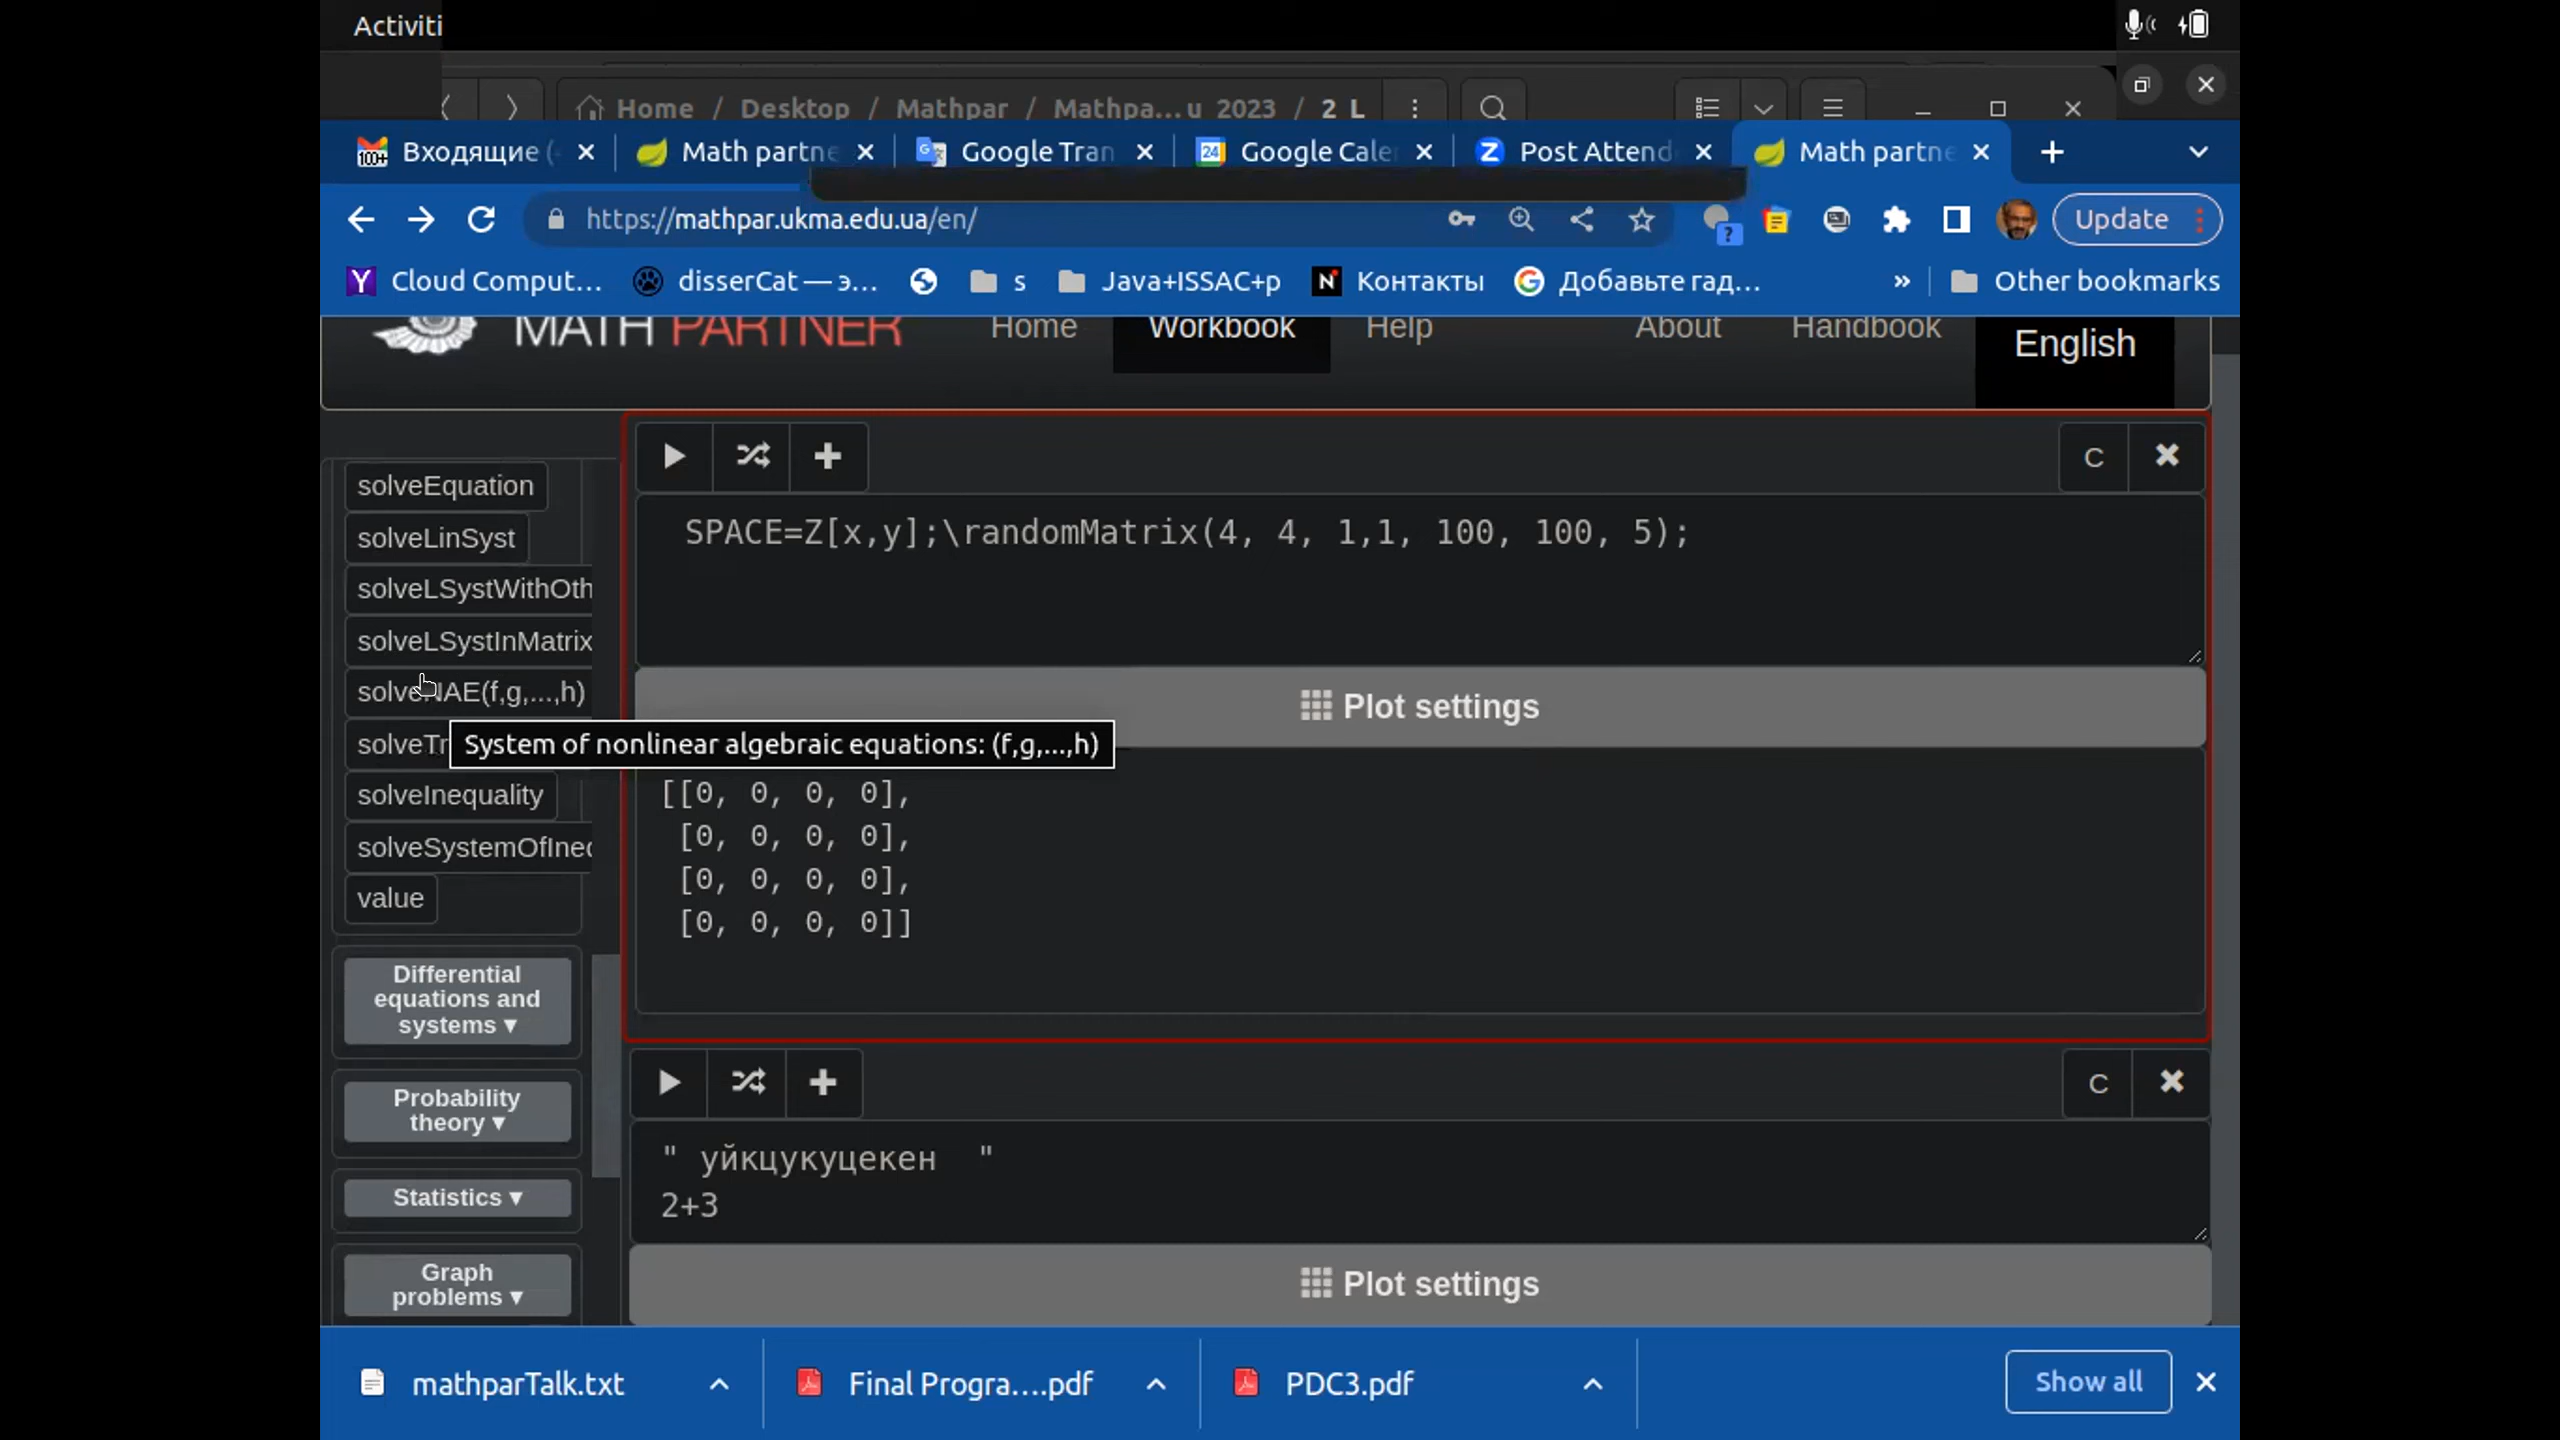 Activiti
Home / Desktop / Mathpar / Mathpa...u 2023 / 2 L
Входящие (
Math partne
Google Tran
Google Cale
Post Attend
Math partne
https://mathpar.ukma.edu.ua/en/
Update
Cloud Comput...
disserCat — э...
s
Java+ISSAC+p
Контакты
Добавьте гад...
»
Other bookmarks
MATH PARTNER
Home
Workbook
Help
About
Handbook
English
solveEquation
solveLinSyst
solveLSystWithOth
solveLSystInMatrix
solveNAE(f,g,...,h)
solveTr
System of nonlinear algebraic equations: (f,g,...,h)
solveInequality
solveSystemOfIneq
value
Differential
equations and
systems ▾
Probability
theory ▾
Statistics ▾
Graph
problems ▾
C
SPACE=Z[x,y];\randomMatrix(4, 4, 1,1, 100, 100, 5);
Plot settings
[[0, 0, 0, 0],
[0, 0, 0, 0],
[0, 0, 0, 0],
[0, 0, 0, 0]]
C
" уйкцукуцекен "
2+3
Plot settings
mathparTalk.txt
Final Progra....pdf
PDC3.pdf
Show all